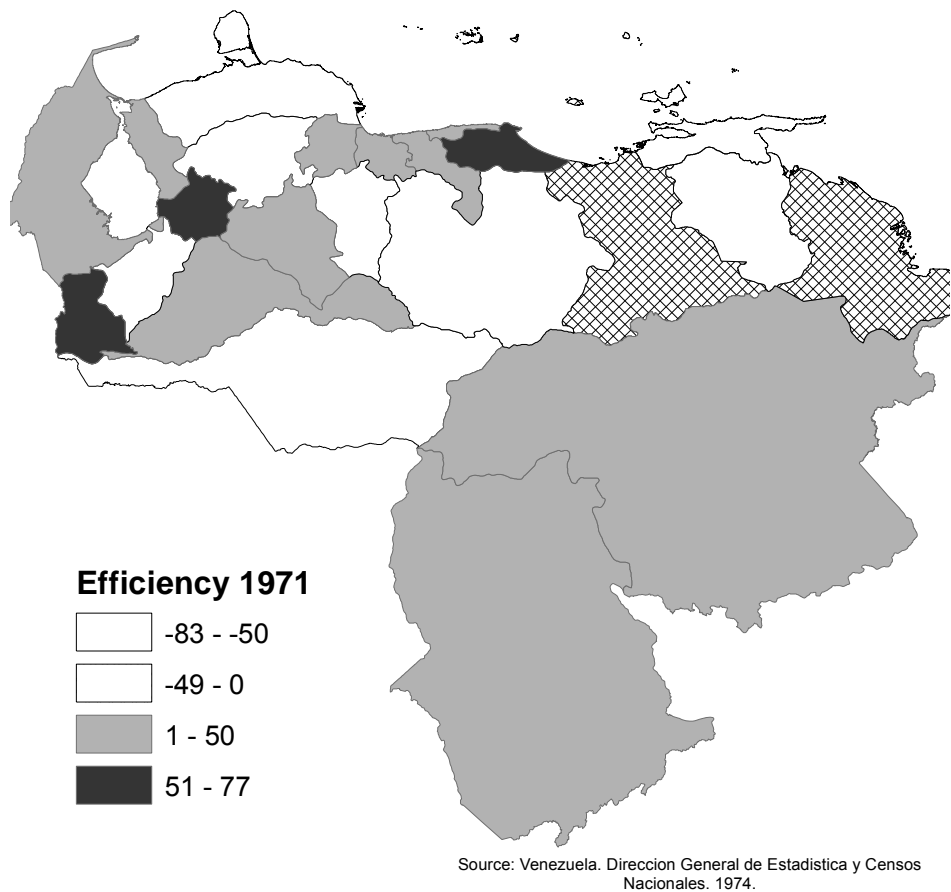 Efficiency 1971
-83 - -50
-49 - 0
1 - 50
51 - 77
Source: Venezuela. Direccion General de Estadistica y Censos
Nacionales. 1974.